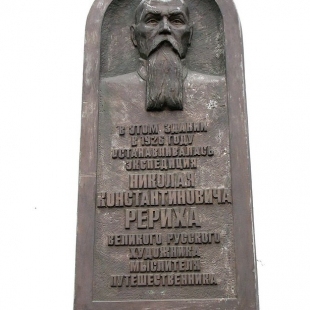 В ЭТОМ ЗДАНИИ
В 1926 ГОДУ
ОСТАНАВЛИВАЛАСЬ
ЭКСПЕДИЦИЯ
НИКОЛАЯ
КОНСТАНТИНОВИЧА
РЕРИХА
ВЕЛИКОГО РУССКОГО
ХУДОЖНИКА
МЫСЛИТЕЛЯ
ПУТЕШЕСТВЕННИКА